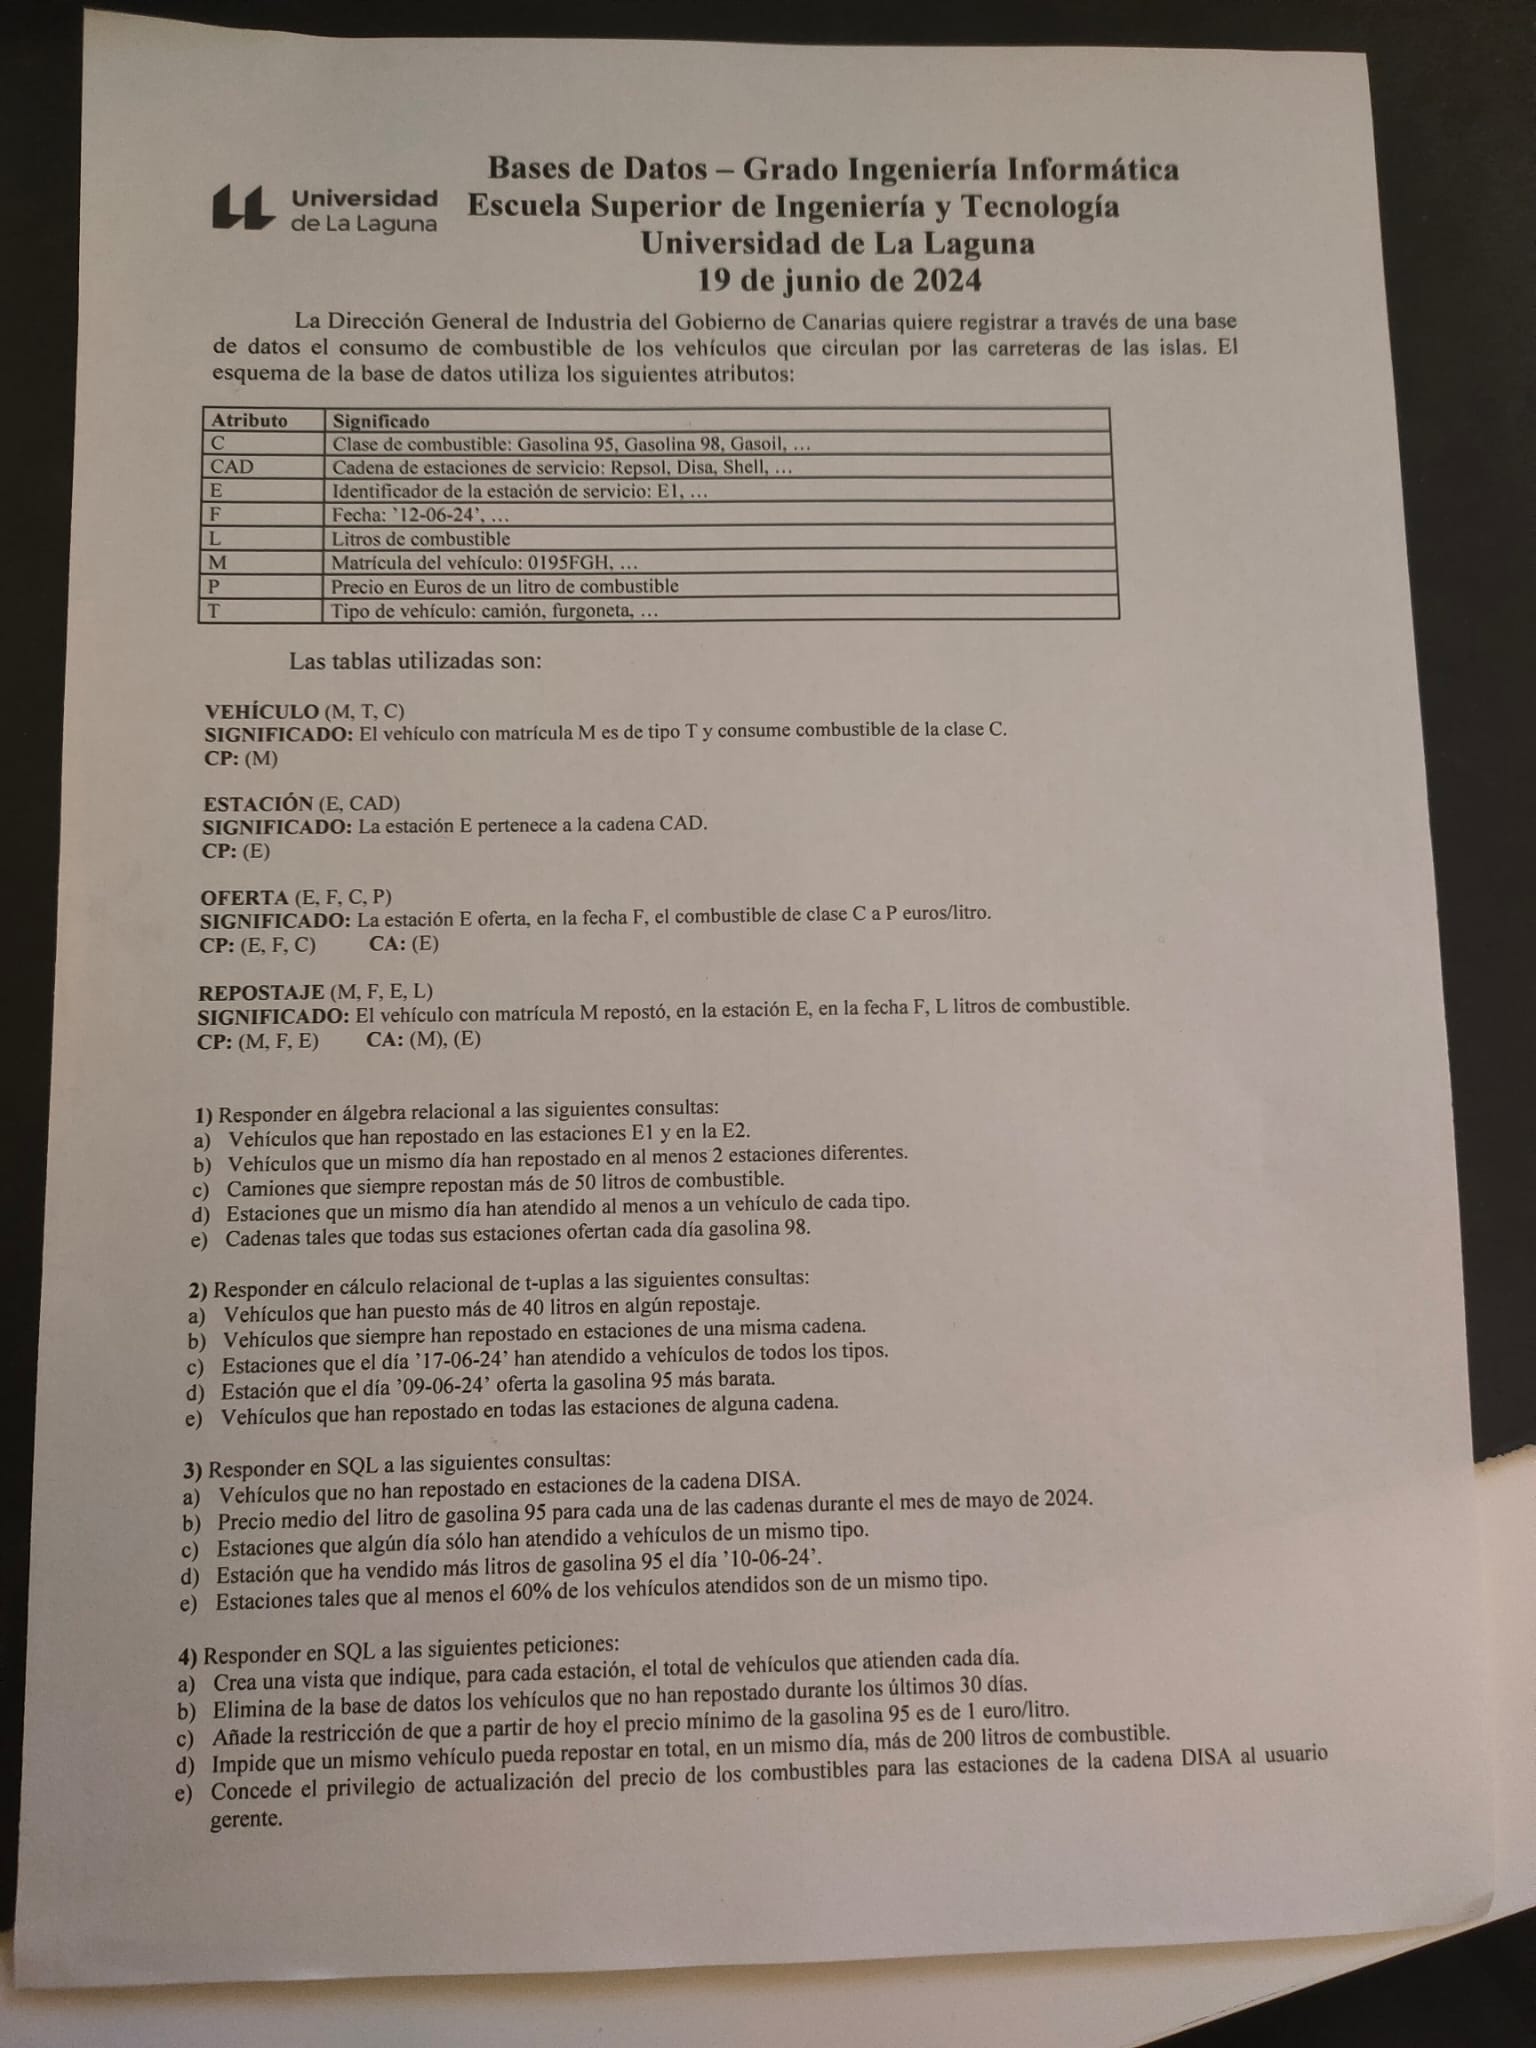 Bases de Datos – Grado Ingeniería Informática
Universidad
de La Laguna
Escuela Superior de Ingeniería y Tecnología
Universidad de La Laguna
19 de junio de 2024
La Dirección General de Industria del Gobierno de Canarias quiere registrar a través de una base
de datos el consumo de combustible de los vehículos que circulan por las carreteras de las islas. El
esquema de la base de datos utiliza los siguientes atributos:
Atributo Significado
C Clase de combustible: Gasolina 95, Gasolina 98, Gasoil, ...
CAD Cadena de estaciones de servicio: Repsol, Disa, Shell, ...
E Identificador de la estación de servicio: E1, ...
F Fecha: ’12-06-24’, ...
L Litros de combustible
M Matrícula del vehículo: 0195FGH, ...
P Precio en Euros de un litro de combustible
T Tipo de vehículo: camión, furgoneta, ...
Las tablas utilizadas son:
VEHÍCULO (M, T, C)
SIGNIFICADO: El vehículo con matrícula M es de tipo T y consume combustible de la clase C.
CP: (M)
ESTACIÓN (E, CAD)
SIGNIFICADO: La estación E pertenece a la cadena CAD.
CP: (E)
OFERTA (E, F, C, P)
SIGNIFICADO: La estación E oferta, en la fecha F, el combustible de clase C a P euros/litro.
CP: (E, F, C) CA: (E)
REPOSTAJE (M, F, E, L)
SIGNIFICADO: El vehículo con matrícula M repostó, en la estación E, en la fecha F, L litros de combustible.
CP: (M, F, E) CA: (M), (E)
1) Responder en álgebra relacional a las siguientes consultas:
a) Vehículos que han repostado en las estaciones E1 y en la E2.
b) Vehículos que un mismo día han repostado en al menos 2 estaciones diferentes.
c) Camiones que siempre repostan más de 50 litros de combustible.
d) Estaciones que un mismo día han atendido al menos a un vehículo de cada tipo.
e) Cadenas tales que todas sus estaciones ofertan cada día gasolina 98.
2) Responder en cálculo relacional de t-uplas a las siguientes consultas:
a) Vehículos que han puesto más de 40 litros en algún repostaje.
b) Vehículos que siempre han repostado en estaciones de una misma cadena.
c) Estaciones que el día ’17-06-24’ han atendido a vehículos de todos los tipos.
d) Estación que el día ’09-06-24’ oferta la gasolina 95 más barata.
e) Vehículos que han repostado en todas las estaciones de alguna cadena.
3) Responder en SQL a las siguientes consultas:
a) Vehículos que no han repostado en estaciones de la cadena DISA.
b) Precio medio del litro de gasolina 95 para cada una de las cadenas durante el mes de mayo de 2024.
c) Estaciones que algún día sólo han atendido a vehículos de un mismo tipo.
d) Estación que ha vendido más litros de gasolina 95 el día ’10-06-24’.
e) Estaciones tales que al menos el 60% de los vehículos atendidos son de un mismo tipo.
4) Responder en SQL a las siguientes peticiones:
a) Crea una vista que indique, para cada estación, el total de vehículos que atienden cada día.
b) Elimina de la base de datos los vehículos que no han repostado durante los últimos 30 días.
c) Añade la restricción de que a partir de hoy el precio mínimo de la gasolina 95 es de 1 euro/litro.
d) Impide que un mismo vehículo pueda repostar en total, en un mismo día, más de 200 litros de combustible.
e) Concede el privilegio de actualización del precio de los combustibles para las estaciones de la cadena DISA al usuario
gerente.